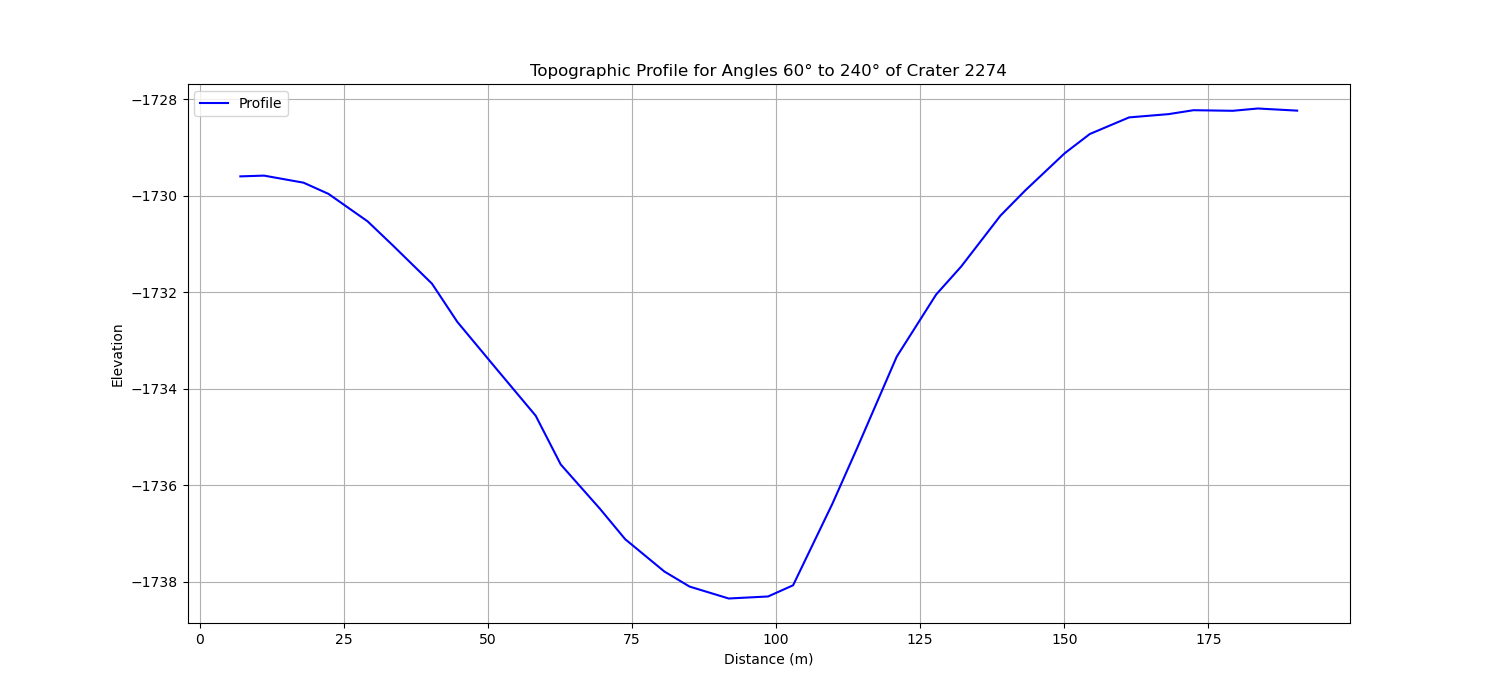 Topographic Profile for Angles 60° to 240° of Crater 2274
Profile
−1728
−1730
−1732
−1734
−1736
−1738
Elevation
0 25 50 75 100 125 150 175
Distance (m)